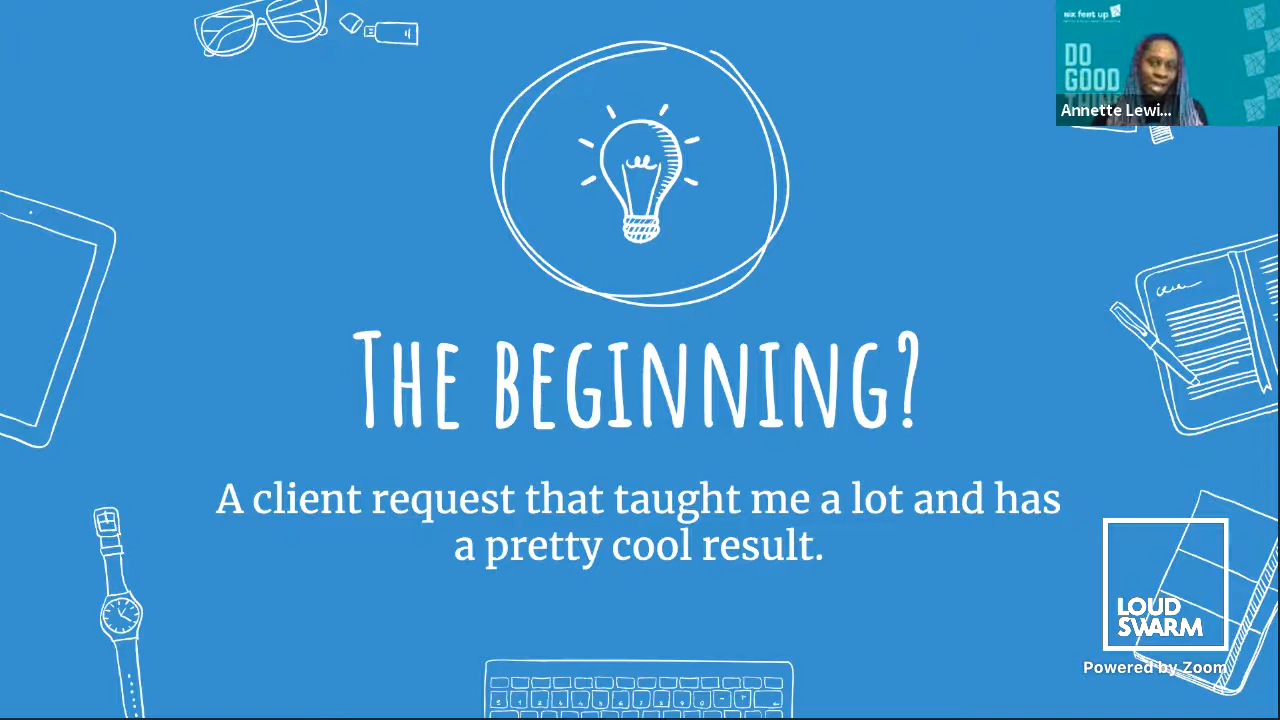 six feet up
DO
GOOD
Annette Lewi...
THE BEGINNING?
A client request that taught me a lot and has
a pretty cool result.
LOUD
SWARM
Powered by Zoom